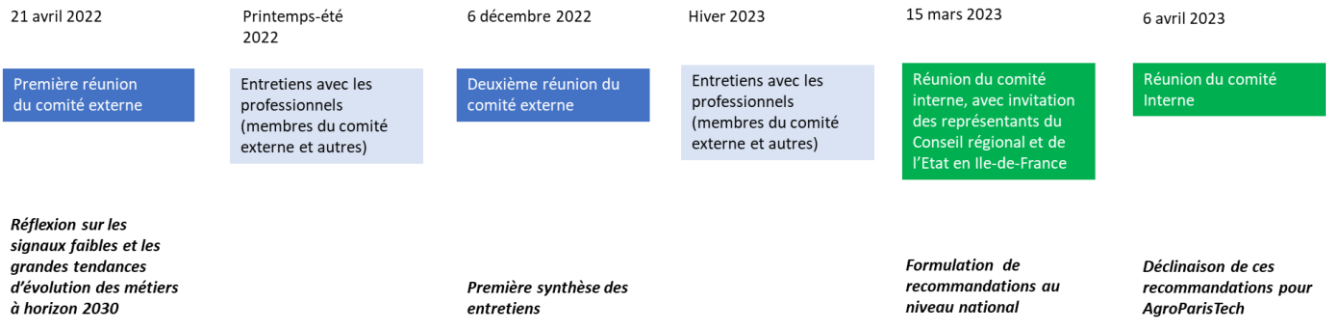 21 avril 2022
Printemps-été
2022
6 décembre 2022
Hiver 2023
15 mars 2023
6 avril 2023
Première réunion
du comité externe
Entretiens avec les
professionnels
(membres du comité
externe et autres)
Deuxième réunion du
comité externe
Entretiens avec les
professionnels
(membres du comité
externe et autres)
Réunion du comité
interne, avec invitation
des représentants du
Conseil régional et de
l'Etat en Ile-de-France
Réunion du comité
Interne
Réflexion sur les
signaux faibles et les
grandes tendances
d'évolution des métiers
à horizon 2030
Première synthèse des
entretiens
Formulation de
recommandations au
niveau national
Déclinaison de ces
recommandations pour
AgroParisTech